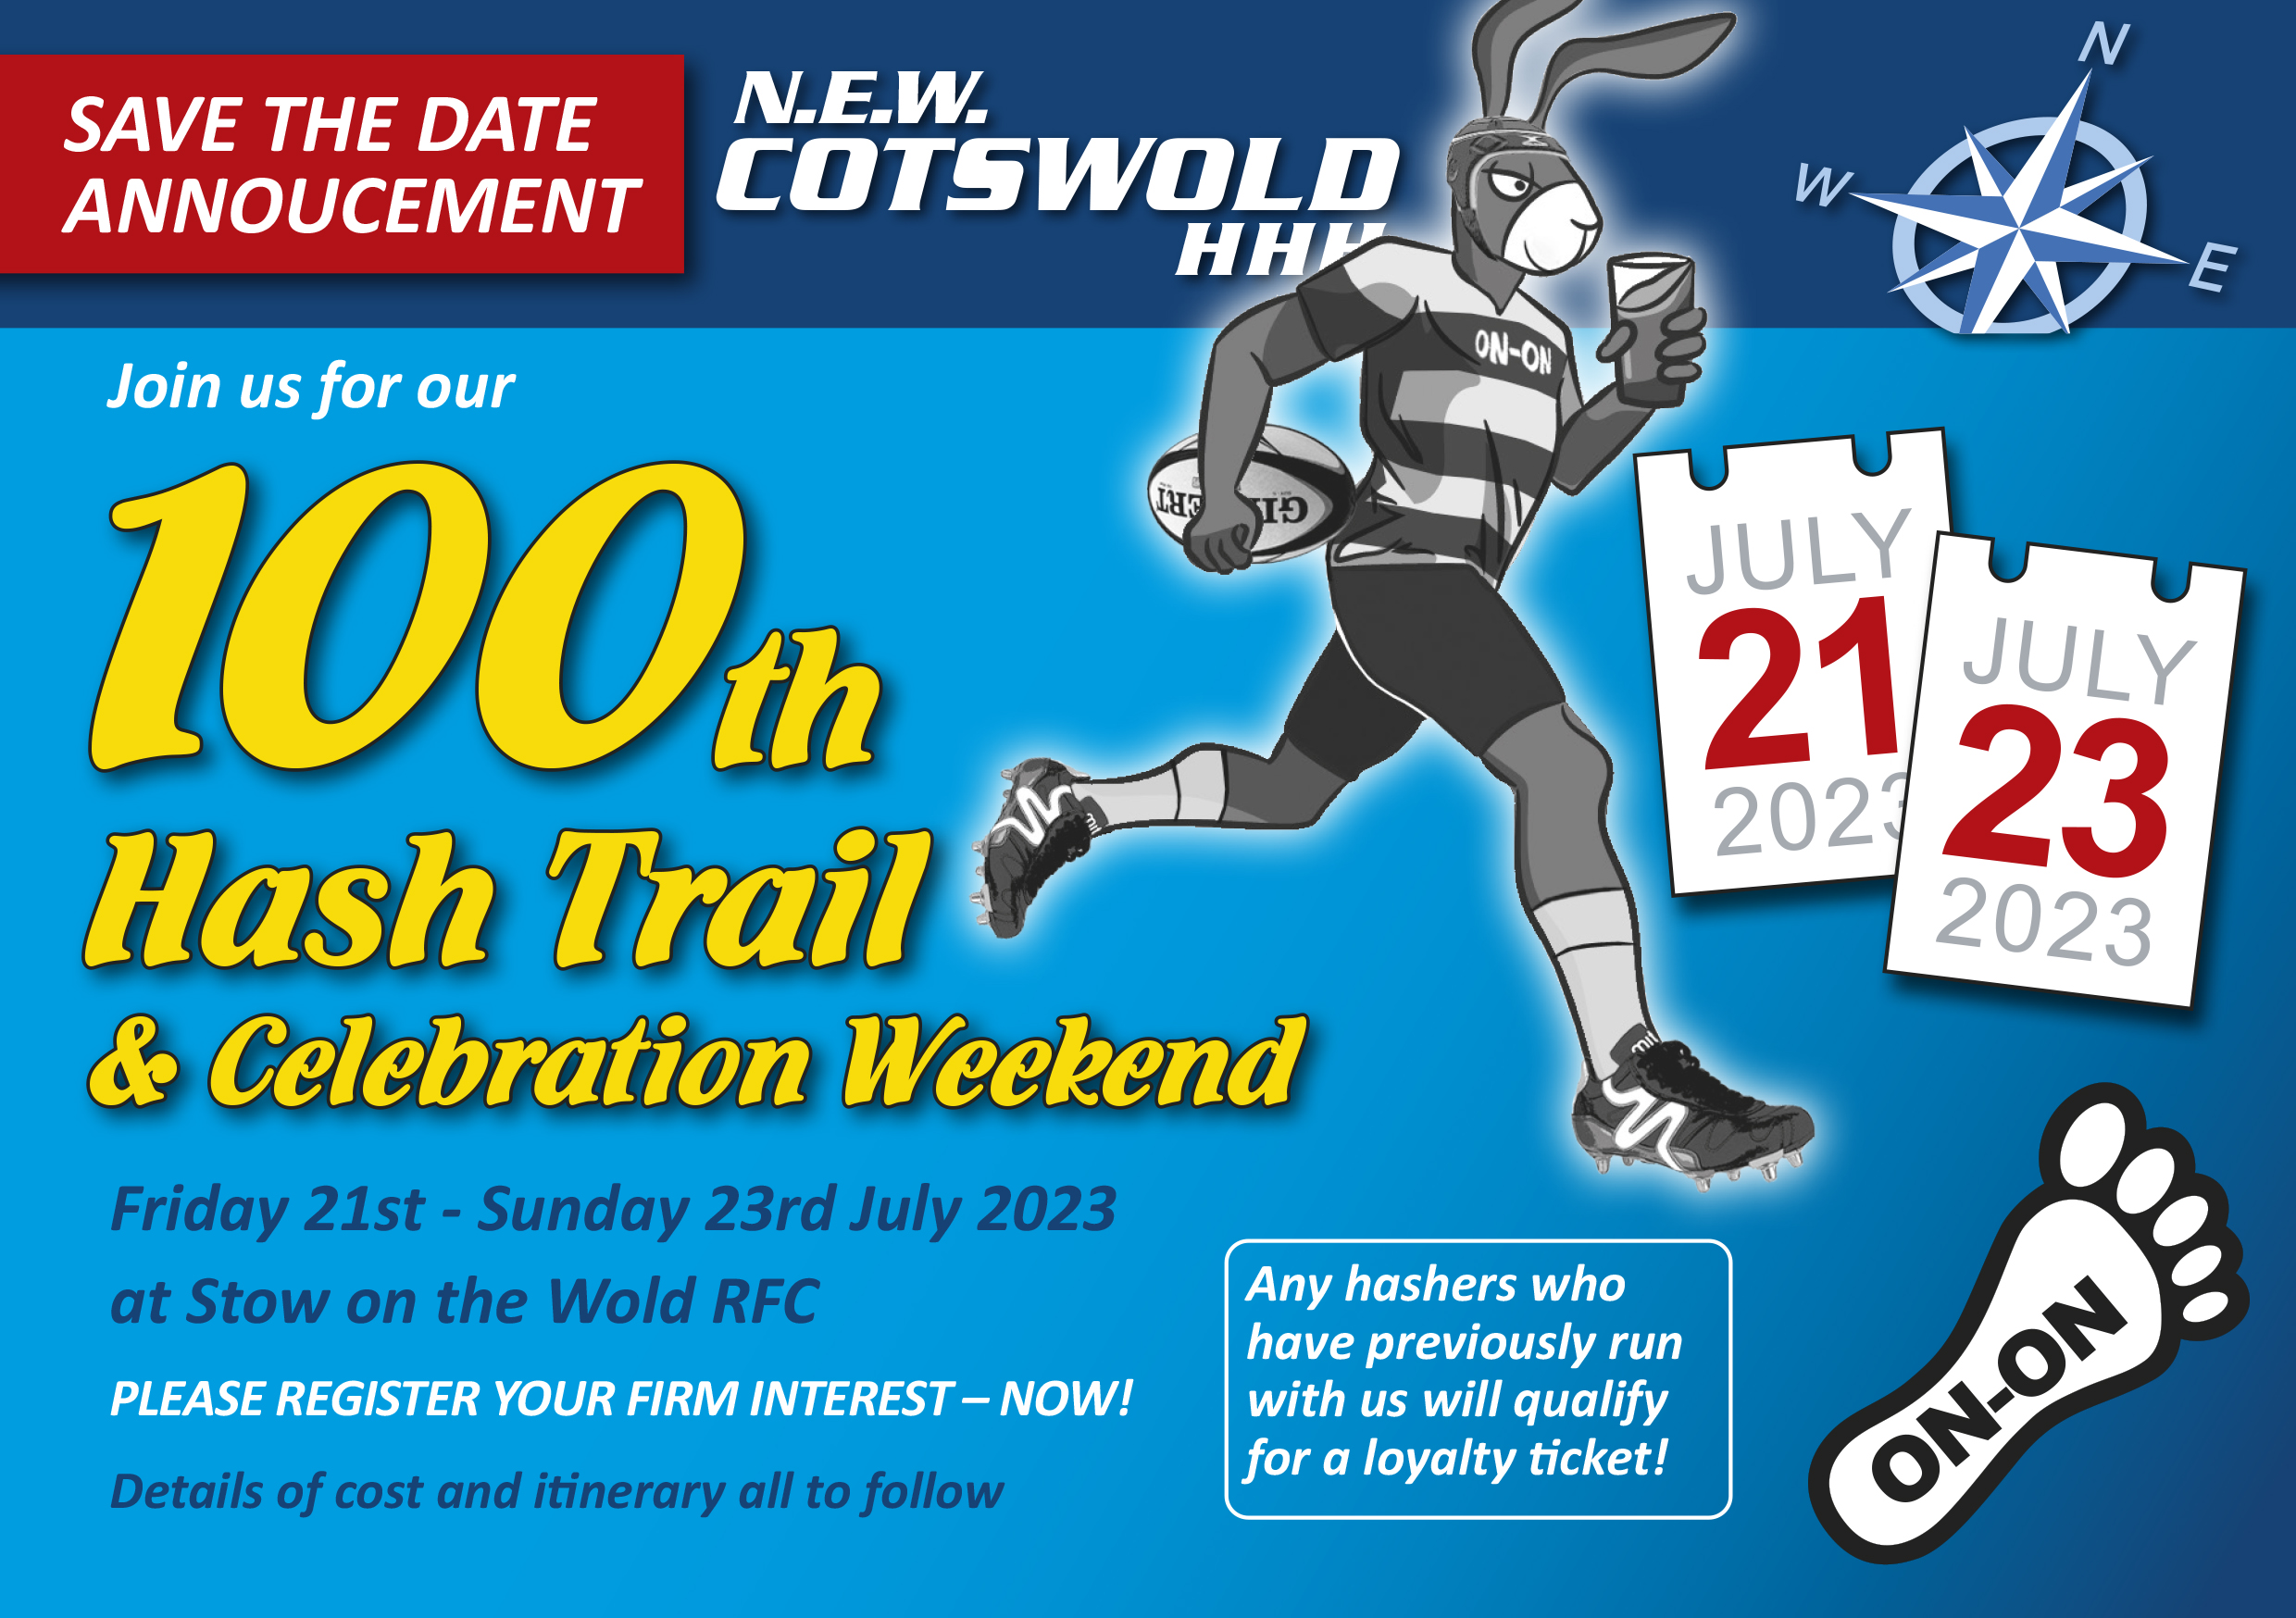 SAVE THE DATE
ANNOUCEMENT
N.E.W.
COTSWOLD
HHH
N
W
E
Join us for our
100th
Hash Trail
& Celebration Weekend
ON-ON
JULY
21
2023
JULY
23
2023
Friday 21st - Sunday 23rd July 2023
at Stow on the Wold RFC
PLEASE REGISTER YOUR FIRM INTEREST – NOW!
Details of cost and itinerary all to follow
Any hashers who
have previously run
with us will qualify
for a loyalty ticket!
ON-ON